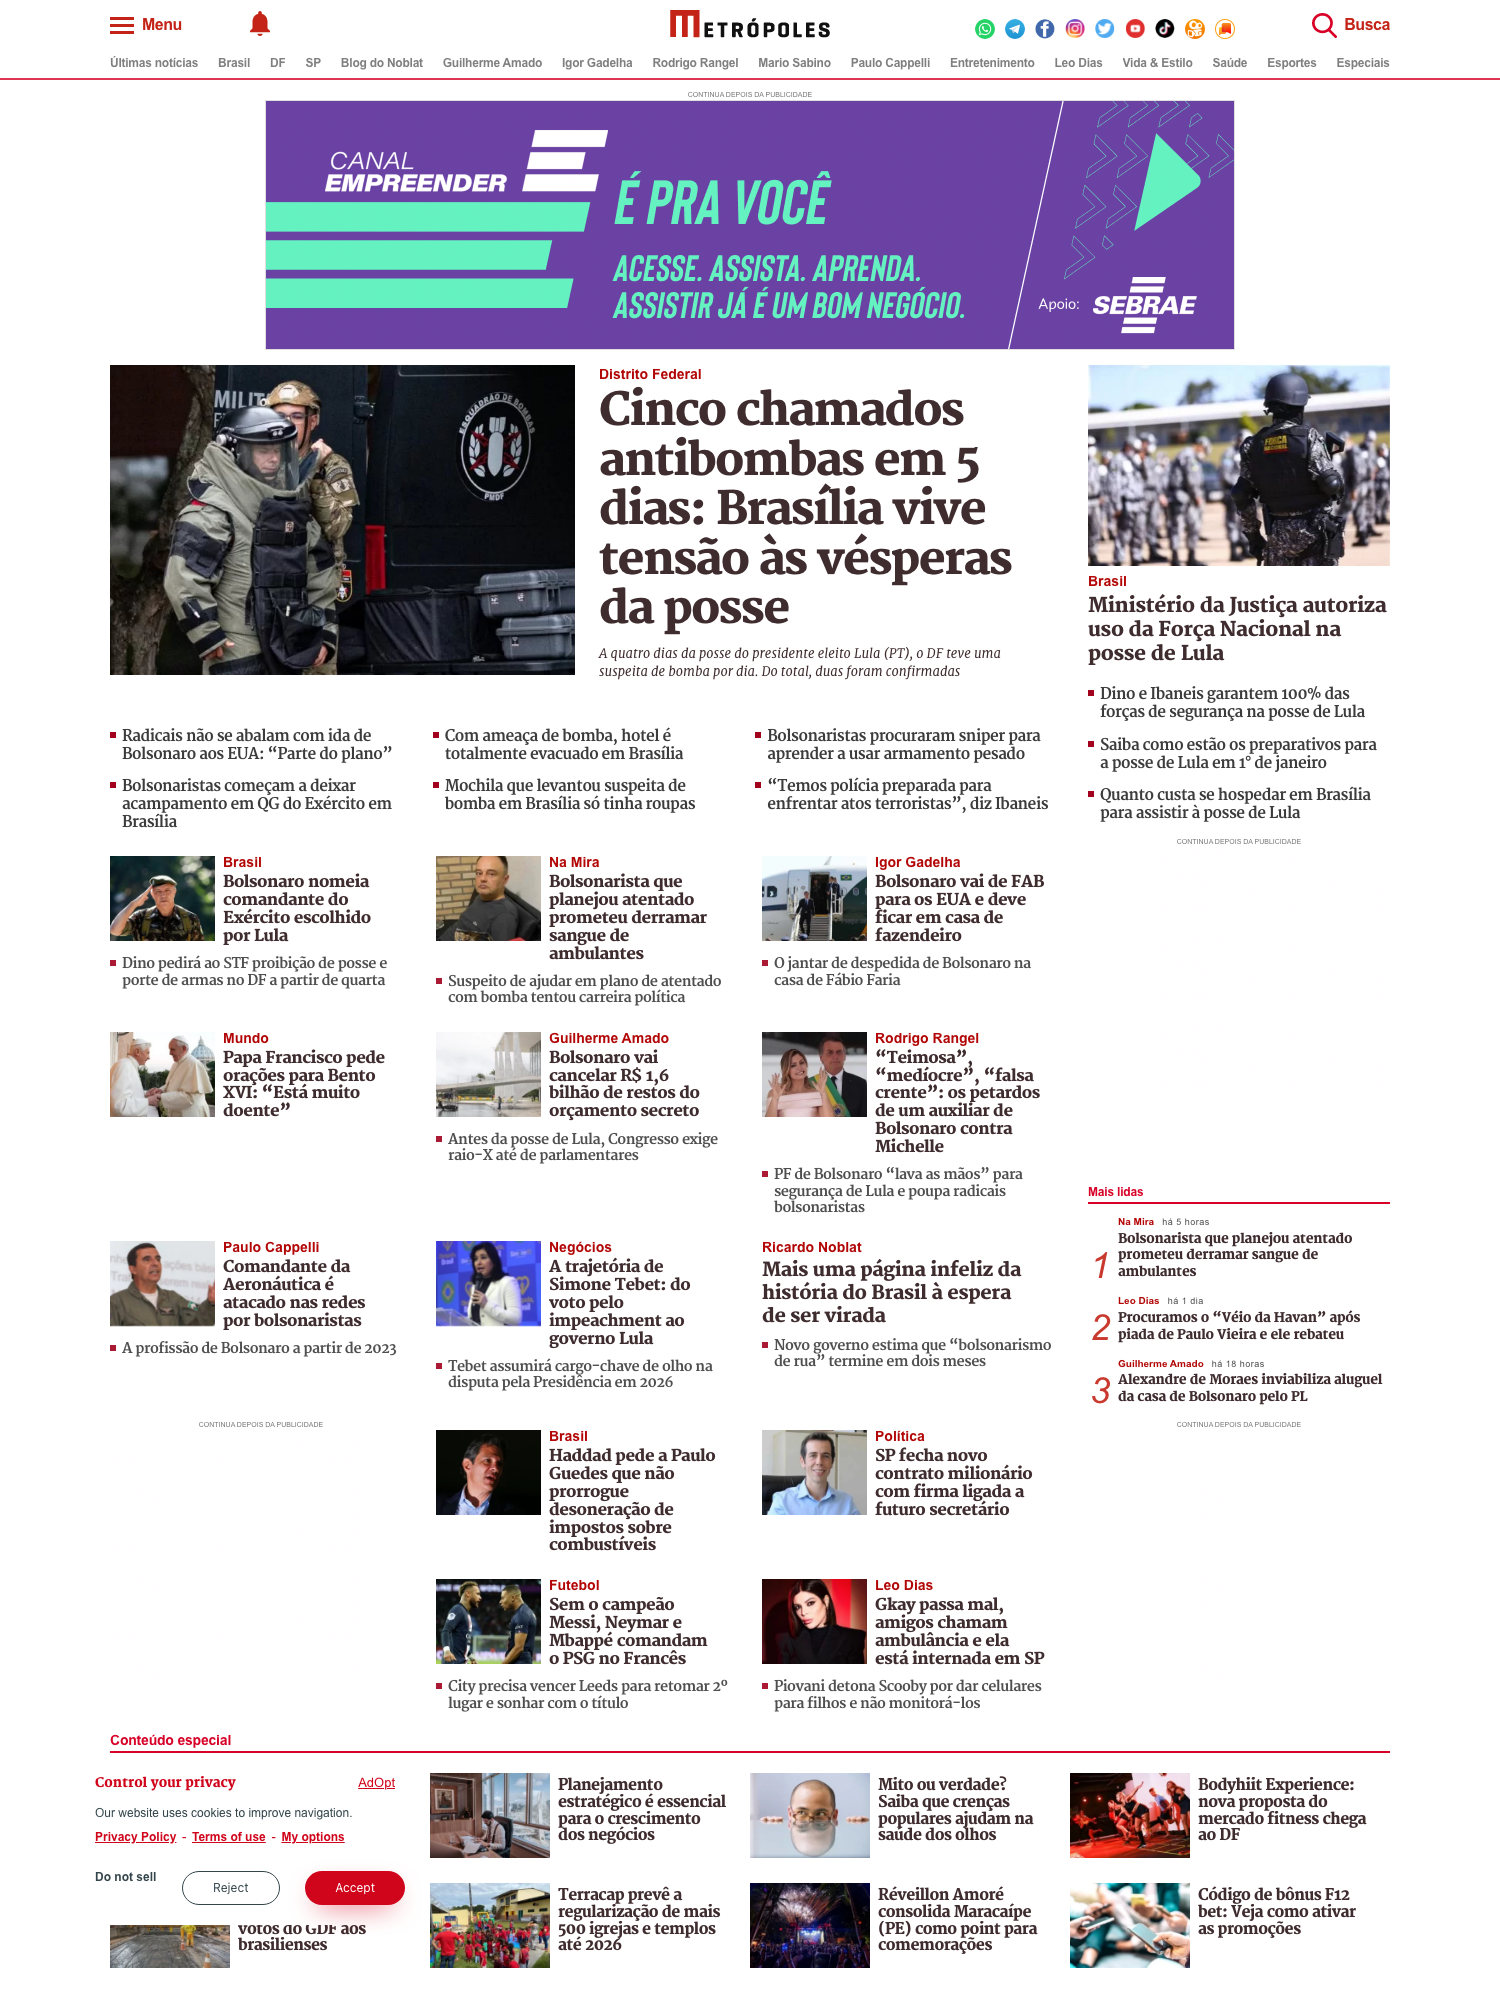 Menu
METRÓPOLES
Busca
Últimas notícias Brasil DF SP Blog do Noblat Guilherme Amado Igor Gadelha Rodrigo Rangel Mario Sabino Paulo Cappelli Entretenimento Leo Dias Vida & Estilo Saúde Esportes Especiais
CONTINUA DEPOIS DA PUBLICIDADE
CANAL
EMPREENDER
É PRA VOCÊ
ACESSE. ASSISTA. APRENDA.
ASSISTIR JÁ É UM BOM NEGÓCIO.
Apoio: SEBRAE
MILIT
ESQUADRÃO DE BOMBAS
PMDF
Distrito Federal
Cinco chamados
antibombas em 5
dias: Brasília vive
tensão às vésperas
da posse
A quatro dias da posse do presidente eleito Lula (PT), o DF teve uma
suspeita de bomba por dia. Do total, duas foram confirmadas
FORÇA
NACIONAL
Brasil
Ministério da Justiça autoriza
uso da Força Nacional na
posse de Lula
Dino e Ibaneis garantem 100% das
forças de segurança na posse de Lula
Saiba como estão os preparativos para
a posse de Lula em 1° de janeiro
Quanto custa se hospedar em Brasília
para assistir à posse de Lula
CONTINUA DEPOIS DA PUBLICIDADE
Radicais não se abalam com ida de
Bolsonaro aos EUA: “Parte do plano”
Bolsonaristas começam a deixar
acampamento em QG do Exército em
Brasília
Com ameaça de bomba, hotel é
totalmente evacuado em Brasília
Mochila que levantou suspeita de
bomba em Brasília só tinha roupas
Bolsonaristas procuraram sniper para
aprender a usar armamento pesado
“Temos polícia preparada para
enfrentar atos terroristas”, diz Ibaneis
Brasil
Bolsonaro nomeia
comandante do
Exército escolhido
por Lula
Dino pedirá ao STF proibição de posse e
porte de armas no DF a partir de quarta
Na Mira
Bolsonarista que
planejou atentado
prometeu derramar
sangue de
ambulantes
Suspeito de ajudar em plano de atentado
com bomba tentou carreira política
Igor Gadelha
Bolsonaro vai de FAB
para os EUA e deve
ficar em casa de
fazendeiro
O jantar de despedida de Bolsonaro na
casa de Fábio Faria
Mundo
Papa Francisco pede
orações para Bento
XVI: “Está muito
doente”
Guilherme Amado
Bolsonaro vai
cancelar R$ 1,6
bilhão de restos do
orçamento secreto
Antes da posse de Lula, Congresso exige
raio-X até de parlamentares
Rodrigo Rangel
“Teimosa”,
“medíocre”, “falsa
crente”: os petardos
de um auxiliar de
Bolsonaro contra
Michelle
PF de Bolsonaro “lava as mãos” para
segurança de Lula e poupa radicais
bolsonaristas
Paulo Cappelli
Comandante da
Aeronáutica é
atacado nas redes
por bolsonaristas
A profissão de Bolsonaro a partir de 2023
Negócios
A trajetória de
Simone Tebet: do
voto pelo
impeachment ao
governo Lula
Tebet assumirá cargo-chave de olho na
disputa pela Presidência em 2026
Ricardo Noblat
Mais uma página infeliz da
história do Brasil à espera
de ser virada
Novo governo estima que “bolsonarismo
de rua” termine em dois meses
Mais lidas
Na Mira há 5 horas
1
Bolsonarista que planejou atentado
prometeu derramar sangue de
ambulantes
Leo Dias há 1 dia
2
Procuramos o “Véio da Havan” após
piada de Paulo Vieira e ele rebateu
Guilherme Amado há 18 horas
3
Alexandre de Moraes inviabiliza aluguel
da casa de Bolsonaro pelo PL
CONTINUA DEPOIS DA PUBLICIDADE
CONTINUA DEPOIS DA PUBLICIDADE
Brasil
Haddad pede a Paulo
Guedes que não
prorrogue
desoneração de
impostos sobre
combustíveis
Política
SP fecha novo
contrato milionário
com firma ligada a
futuro secretário
Futebol
Sem o campeão
Messi, Neymar e
Mbappé comandam
o PSG no Francês
City precisa vencer Leeds para retomar 2º
lugar e sonhar com o título
Leo Dias
Gkay passa mal,
amigos chamam
ambulância e ela
está internada em SP
Piovani detona Scooby por dar celulares
para filhos e não monitorá-los
Conteúdo especial
Control your privacy AdOpt
Our website uses cookies to improve navigation.
Privacy Policy - Terms of use - My options
Do not sell
Reject
Accept
votos do GDF aos
brasilienses
Planejamento
estratégico é essencial
para o crescimento
dos negócios
Mito ou verdade?
Saiba que crenças
populares ajudam na
saúde dos olhos
Bodyhiit Experience:
nova proposta do
mercado fitness chega
ao DF
Terracap prevê a
regularização de mais
500 igrejas e templos
até 2026
Réveillon Amoré
consolida Maracaípe
(PE) como point para
comemorações
Código de bônus F12
bet: Veja como ativar
as promoções